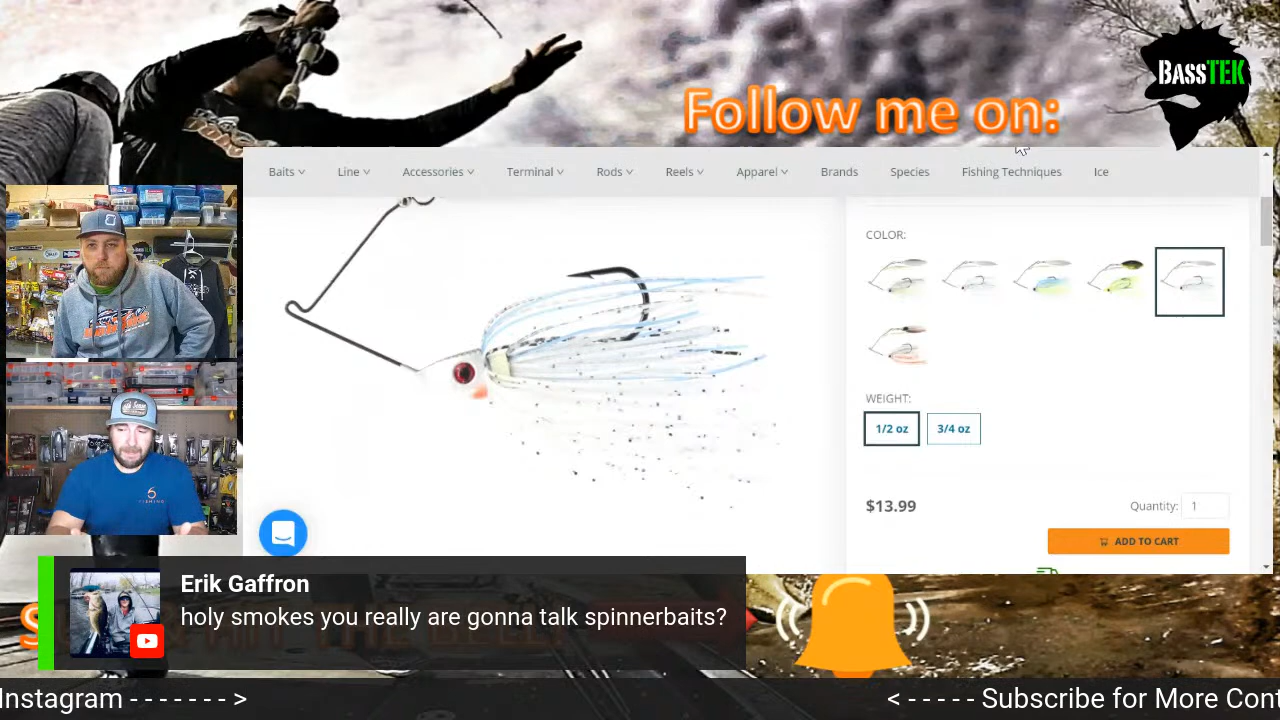 BASSTEK
Follow me on:
Baits Line Accessories Terminal Rods Reels Apparel Brands Species Fishing Techniques Ice
COLOR:
WEIGHT:
1/2 oz 3/4 oz
$13.99 Quantity: 1
ADD TO CART
Erik Gaffron
holy smokes you really are gonna talk spinnerbaits?
Instagram - - - - - - - > < - - - - - Subscribe for More Cont